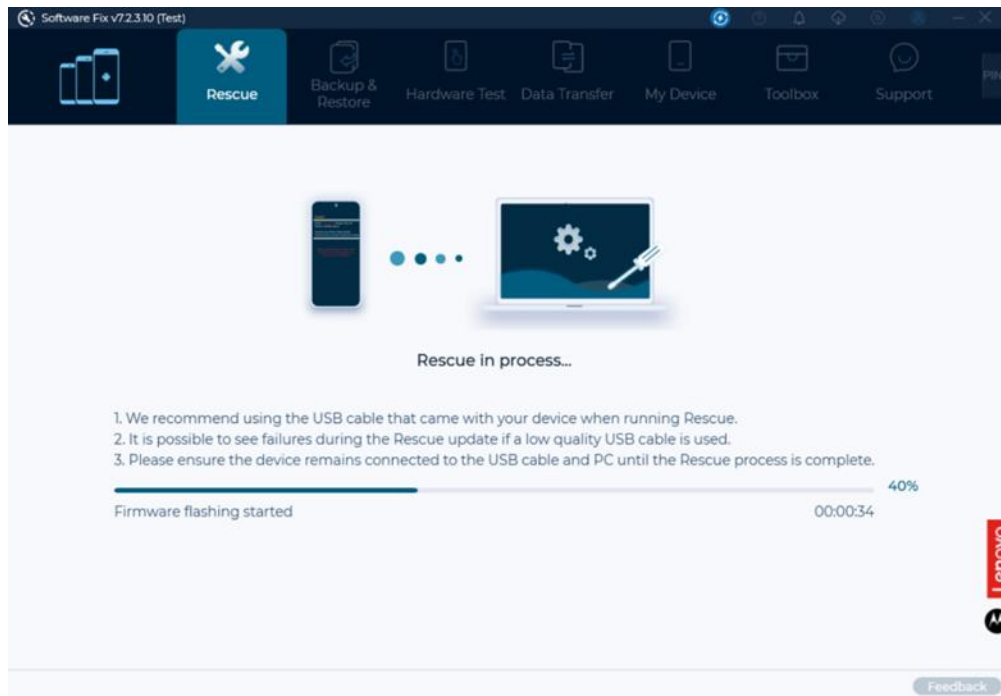 Software Fix v7.2.3.10 (Test)
Rescue
Backup &
Restore
Hardware Test
Data Transfer
My Device
Toolbox
Support
PIN
Rescue in process...
1. We recommend using the USB cable that came with your device when running Rescue.
2. It is possible to see failures during the Rescue update if a low quality USB cable is used.
3. Please ensure the device remains connected to the USB cable and PC until the Rescue process is complete.
40%
Firmware flashing started
00:00:34
Lenovo
Feedback